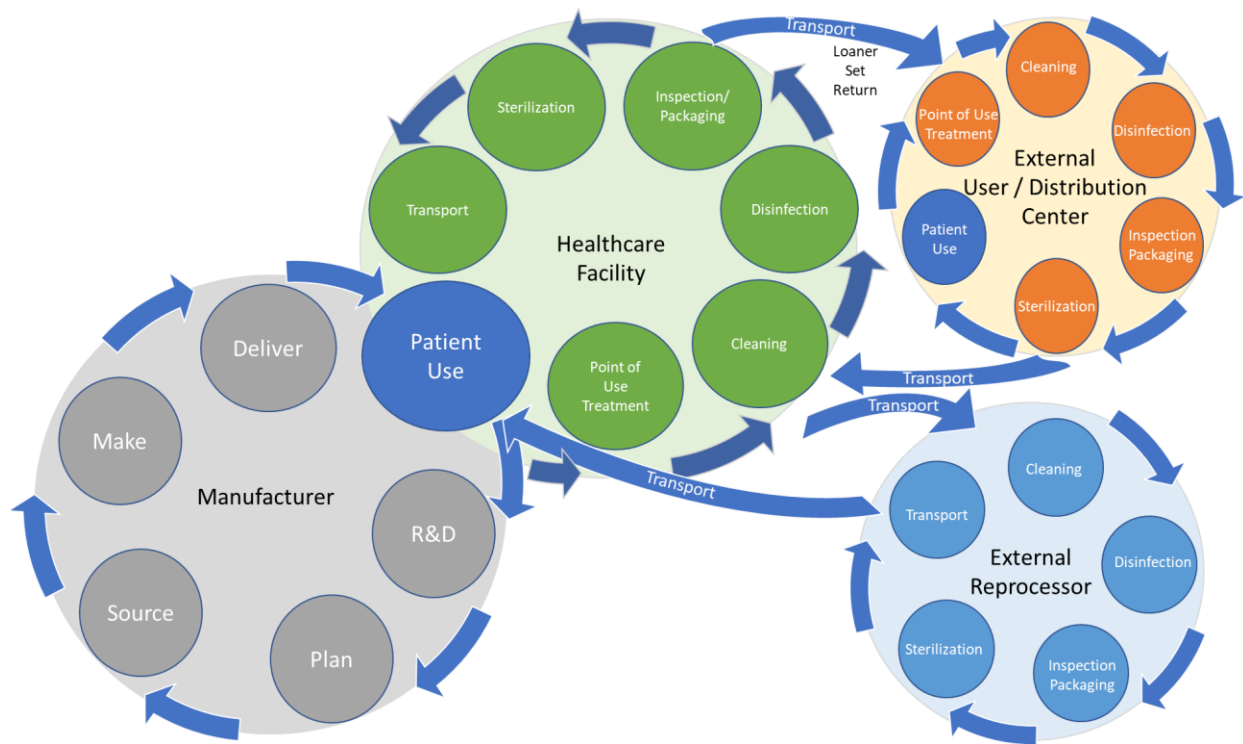 Transport
Loaner
Set
Return
Sterilization
Inspection/
Packaging
Transport
Disinfection
Healthcare
Facility
Patient
Use
Point of
Use
Treatment
Cleaning
Cleaning
Point of Use
Treatment
Disinfection
External
User / Distribution
Center
Patient
Use
Inspection
Packaging
Sterilization
Transport
Transport
Transport
Deliver
Make
Manufacturer
R&D
Source
Plan
Cleaning
Transport
Disinfection
External
Reprocessor
Sterilization
Inspection
Packaging